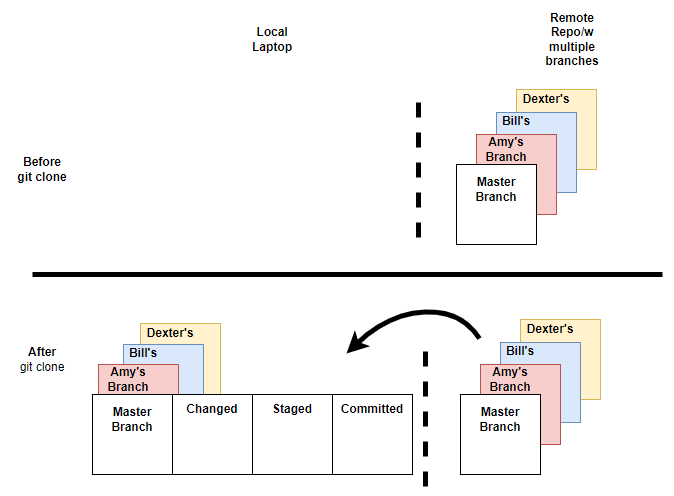 Local
Laptop
Remote
Repo/w
multiple
branches
Dexter's
Bill's
Amy's
Branch
Master
Branch
Before
git clone
After
git clone
Dexter's
Bill's
Amy's
Branch
Master
Branch
Changed
Staged
Committed
Dexter's
Bill's
Amy's
Branch
Master
Branch